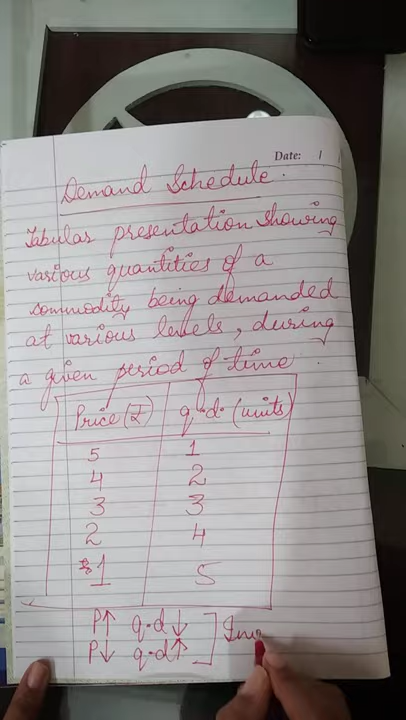 Date: / /
Demand Schedule.
Tabular presentation showing
various quantities of a
commodity being demanded
at various levels, during
a given period of time.
Price (₹) q.d. (units)
5 1
4 2
3 3
2 4
1 5
P↑ q.d↓
P↓ q.d↑